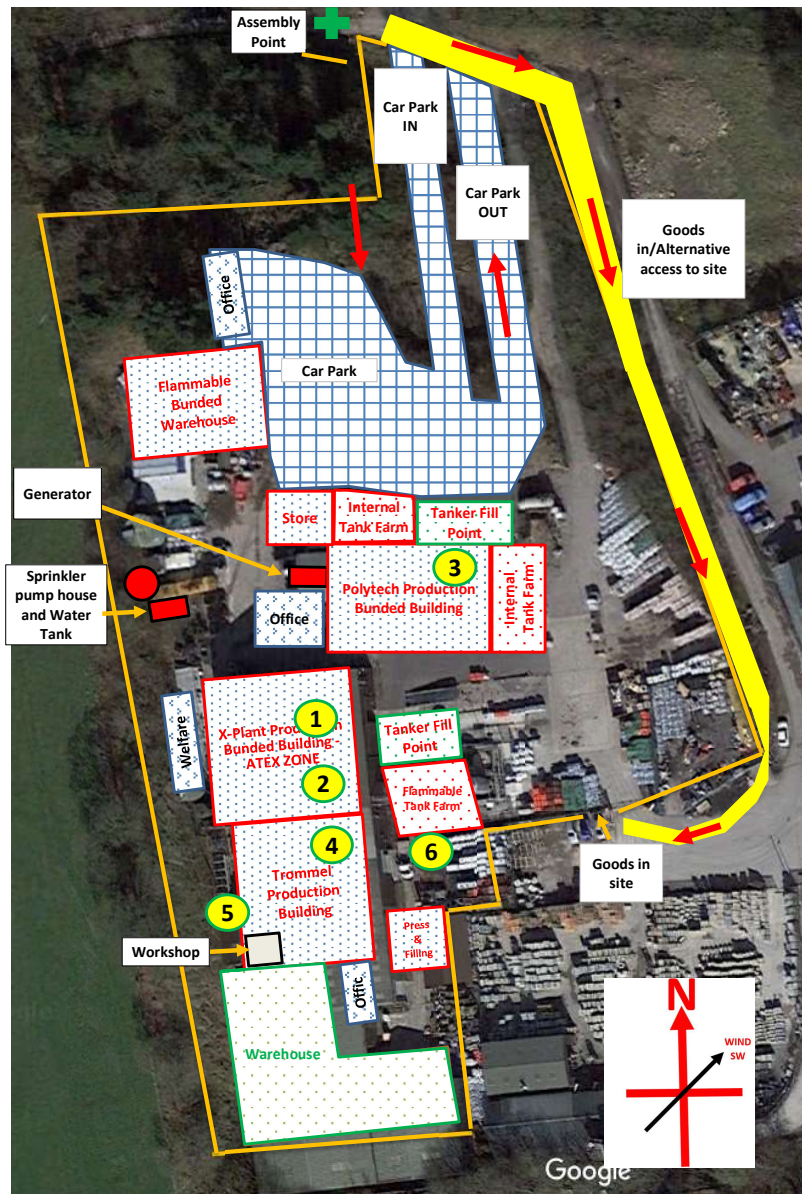 Assembly
Point
Car Park
IN
Car Park
OUT
Goods
in/Alternative
access to site
Office
Car Park
Flammable
Bunded
Warehouse
Generator
Store
Internal
Tank Farm
Tanker Fill
Point
3
Sprinkler
pump house
and Water
Tank
Polytech Production
Bunded Building
Internal
Tank Farm
Office
Welfare
1
X-Plant Prod
n
Bunded Building -
ATEX ZONE
2
Tanker Fill
Point
Flammable
Tank Farm
4
6
Trommel
Production
Building
Goods in
site
5
Workshop
Press
&
Filling
Offic
Warehouse
N
WIND
SW
Google